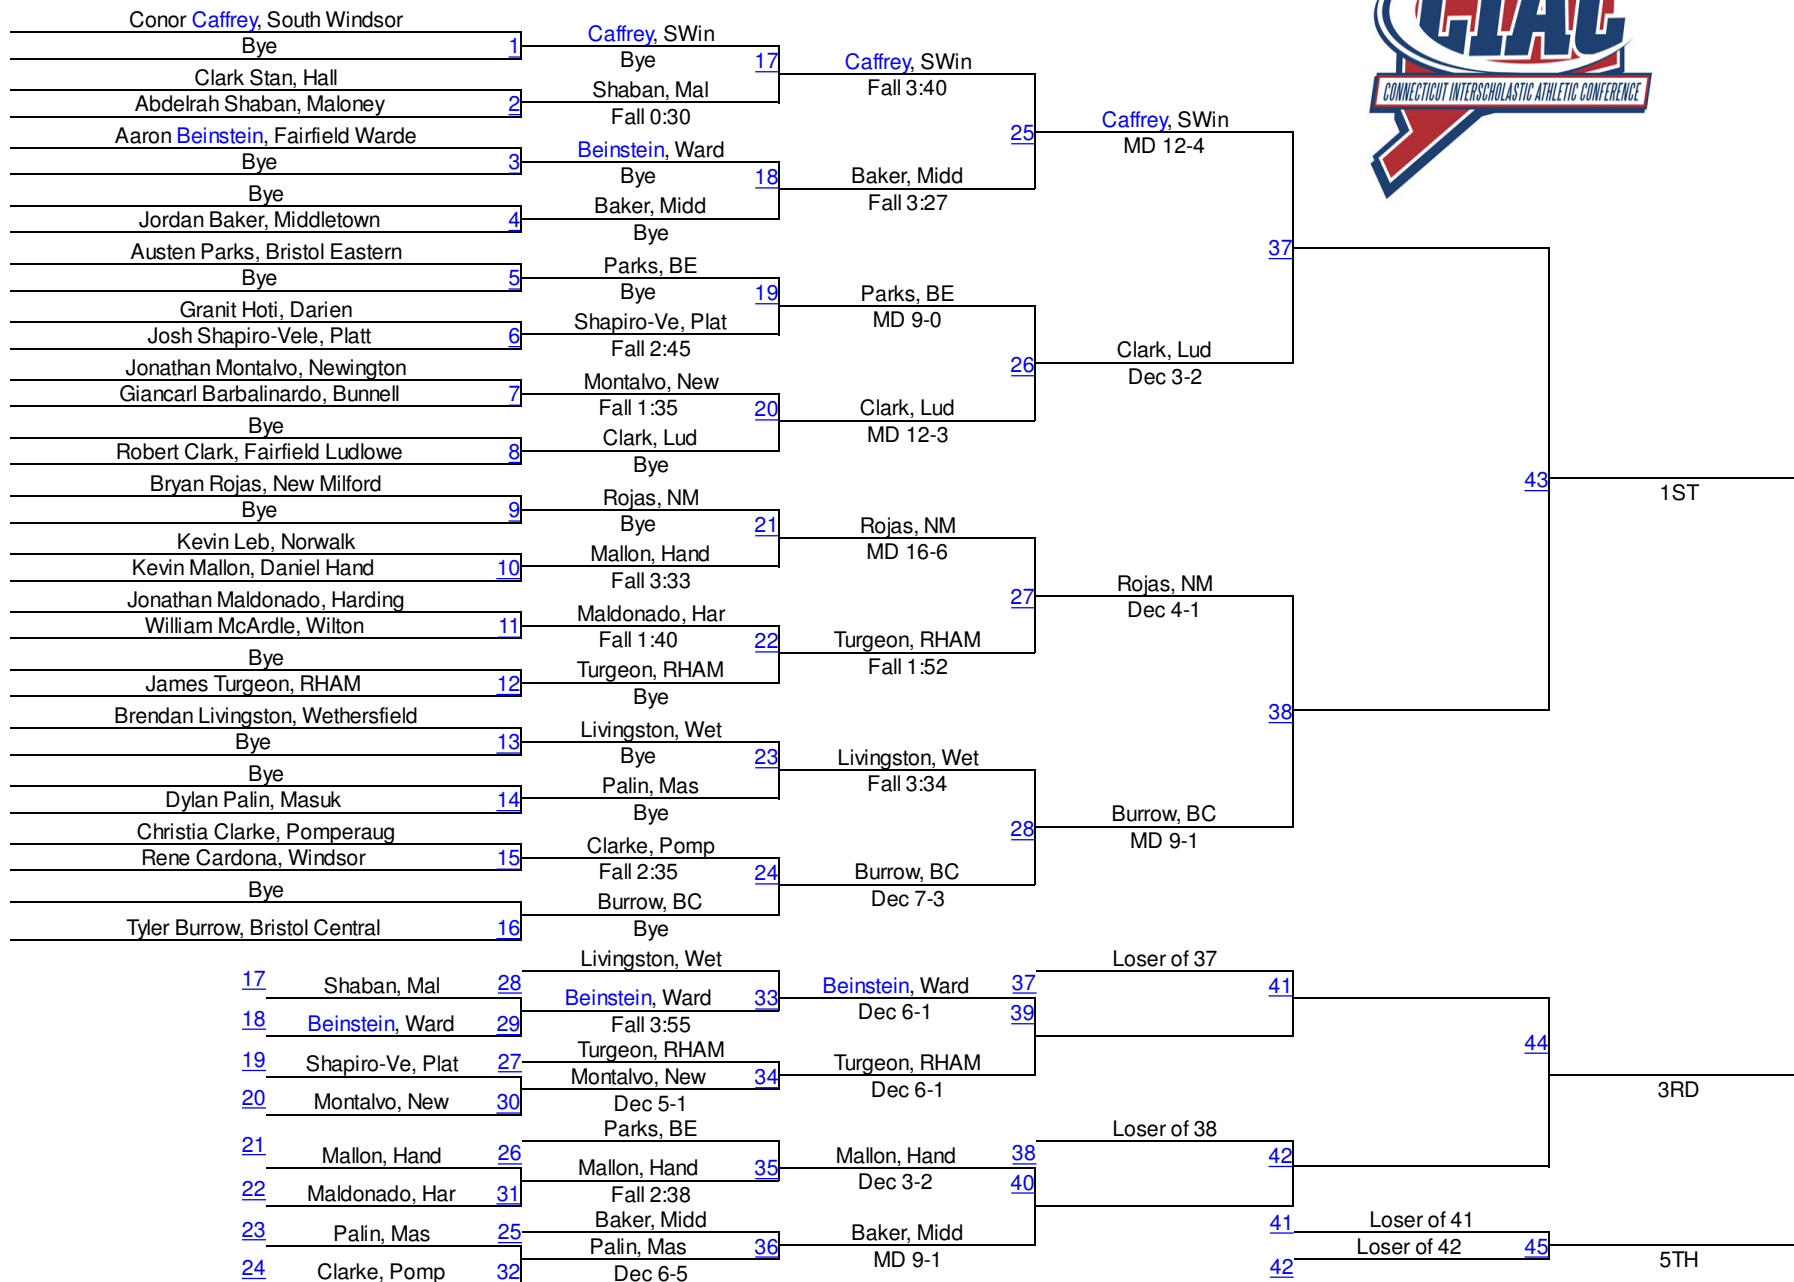 CIAC
CONNECTICUT INTERSCHOLASTIC ATHLETIC CONFERENCE
Conor Caffrey, South Windsor
Bye 1
Clark Stan, Hall
Abdelrah Shaban, Maloney 2
Aaron Beinstein, Fairfield Warde
Bye 3
Bye
Jordan Baker, Middletown 4
Austen Parks, Bristol Eastern
Bye 5
Granit Hoti, Darien
Josh Shapiro-Vele, Platt 6
Jonathan Montalvo, Newington
Giancarl Barbalinardo, Bunnell 7
Bye
Robert Clark, Fairfield Ludlowe 8
Bryan Rojas, New Milford
Bye 9
Kevin Leb, Norwalk
Kevin Mallon, Daniel Hand 10
Jonathan Maldonado, Harding
William McArdle, Wilton 11
Bye
James Turgeon, RHAM 12
Brendan Livingston, Wethersfield
Bye 13
Bye
Dylan Palin, Masuk 14
Christia Clarke, Pomperaug
Rene Cardona, Windsor 15
Bye
Tyler Burrow, Bristol Central 16
Caffrey, SWin
Bye 17
Shaban, Mal
Fall 0:30
Beinstein, Ward
Bye 18
Baker, Midd
Bye
Parks, BE
Bye 19
Shapiro-Ve, Plat
Fall 2:45
Montalvo, New
Fall 1:35 20
Clark, Lud
Bye
Rojas, NM
Bye 21
Mallon, Hand
Fall 3:33
Maldonado, Har
Fall 1:40 22
Turgeon, RHAM
Bye
Livingston, Wet
Bye 23
Palin, Mas
Bye
Clarke, Pomp
Fall 2:35 24
Burrow, BC
Bye
Caffrey, SWin
Fall 3:40
25
Baker, Midd
Fall 3:27
Parks, BE
MD 9-0
26
Clark, Lud
MD 12-3
Rojas, NM
MD 16-6
27
Turgeon, RHAM
Fall 1:52
Livingston, Wet
Fall 3:34
28
Burrow, BC
Dec 7-3
Caffrey, SWin
MD 12-4
37
Clark, Lud
Dec 3-2
Rojas, NM
Dec 4-1
38
Burrow, BC
MD 9-1
43
1ST
17 Shaban, Mal 28
18 Beinstein, Ward 29
19 Shapiro-Ve, Plat 27
20 Montalvo, New 30
21 Mallon, Hand 26
22 Maldonado, Har 31
23 Palin, Mas 25
24 Clarke, Pomp 32
Livingston, Wet
Beinstein, Ward 33
Fall 3:55
Turgeon, RHAM
Montalvo, New 34
Dec 5-1
Parks, BE
Mallon, Hand 35
Fall 2:38
Baker, Midd
Palin, Mas 36
Dec 6-5
Beinstein, Ward 37
Dec 6-1 39
Turgeon, RHAM
Dec 6-1
Mallon, Hand 38
Dec 3-2 40
Baker, Midd
MD 9-1
Loser of 37
41
Loser of 38
42
44
3RD
41 Loser of 41
Loser of 42 45
42
5TH